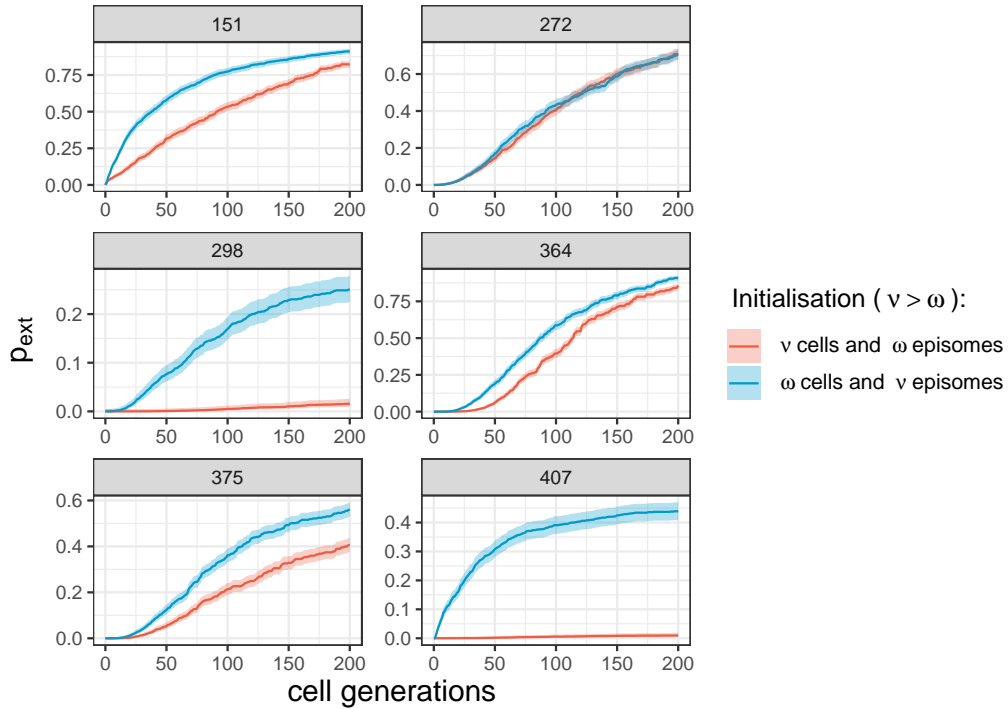 151
272
0.75
0.50
0.25
0.00
0 50 100 150 200
0.6
0.4
0.2
0.0
0 50 100 150 200
298
364
0.2
0.1
0.0
0 50 100 150 200
0.75
0.50
0.25
0.00
0 50 100 150 200
375
407
0.6
0.4
0.2
0.0
0 50 100 150 200
0.4
0.3
0.2
0.1
0.0
0 50 100 150 200
pext
cell generations
Initialisation ( ν > ω ):
ν cells and ω episomes
ω cells and ν episomes